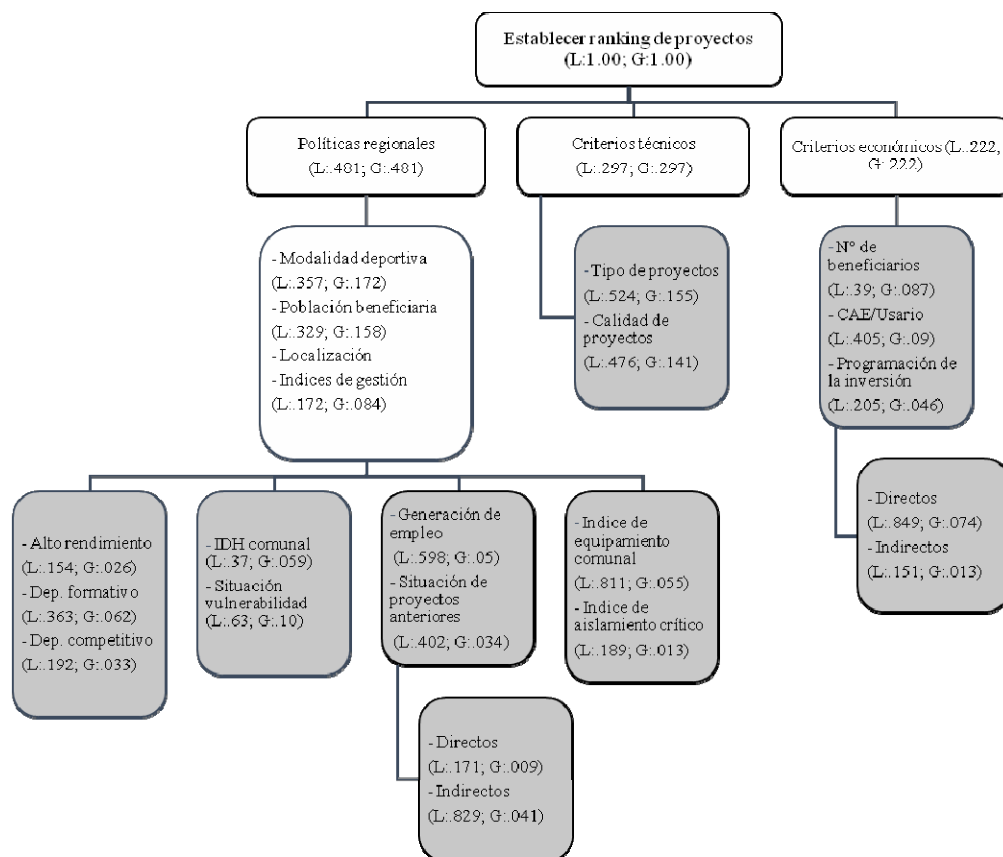 Establecer ranking de proyectos
(L:1.00; G:1.00)
Políticas regionales
(L:.481; G:.481)
Criterios técnicos
(L:.297; G:.297)
Criterios económicos (L:.222;
G:.222)
- Modalidad deportiva
(L:.357; G:.172)
- Población beneficiaria
(L:.329; G:.158)
- Localización
- Indices de gestión
(L:.172; G:.084)
- Tipo de proyectos
(L:.524; G:.155)
- Calidad de
proyectos
(L:.476; G:.141)
- Nº de
beneficiarios
(L:.39; G:.087)
- CAE/Usario
(L:.405; G:.09)
- Programación de
la inversión
(L:.205; G:.046)
- Alto rendimiento
(L:.154; G:.026)
- Dep. formativo
(L:.363; G:.062)
- Dep. competitivo
(L:.192; G:.033)
- IDH comunal
(L:.37; G:.059)
- Situación
vulnerabilidad
(L:.63; G:.10)
- Generación de
empleo
(L:.598; G:.05)
- Situación de
proyectos
anteriores
(L:.402; G:.034)
- Indice de
equipamiento
comunal
(L:.811; G:.055)
- Indice de
aislamiento crítico
(L:.189; G:.013)
- Directos
(L:.849; G:.074)
- Indirectos
(L:.151; G:.013)
- Directos
(L:.171; G:.009)
- Indirectos
(L:.829; G:.041)